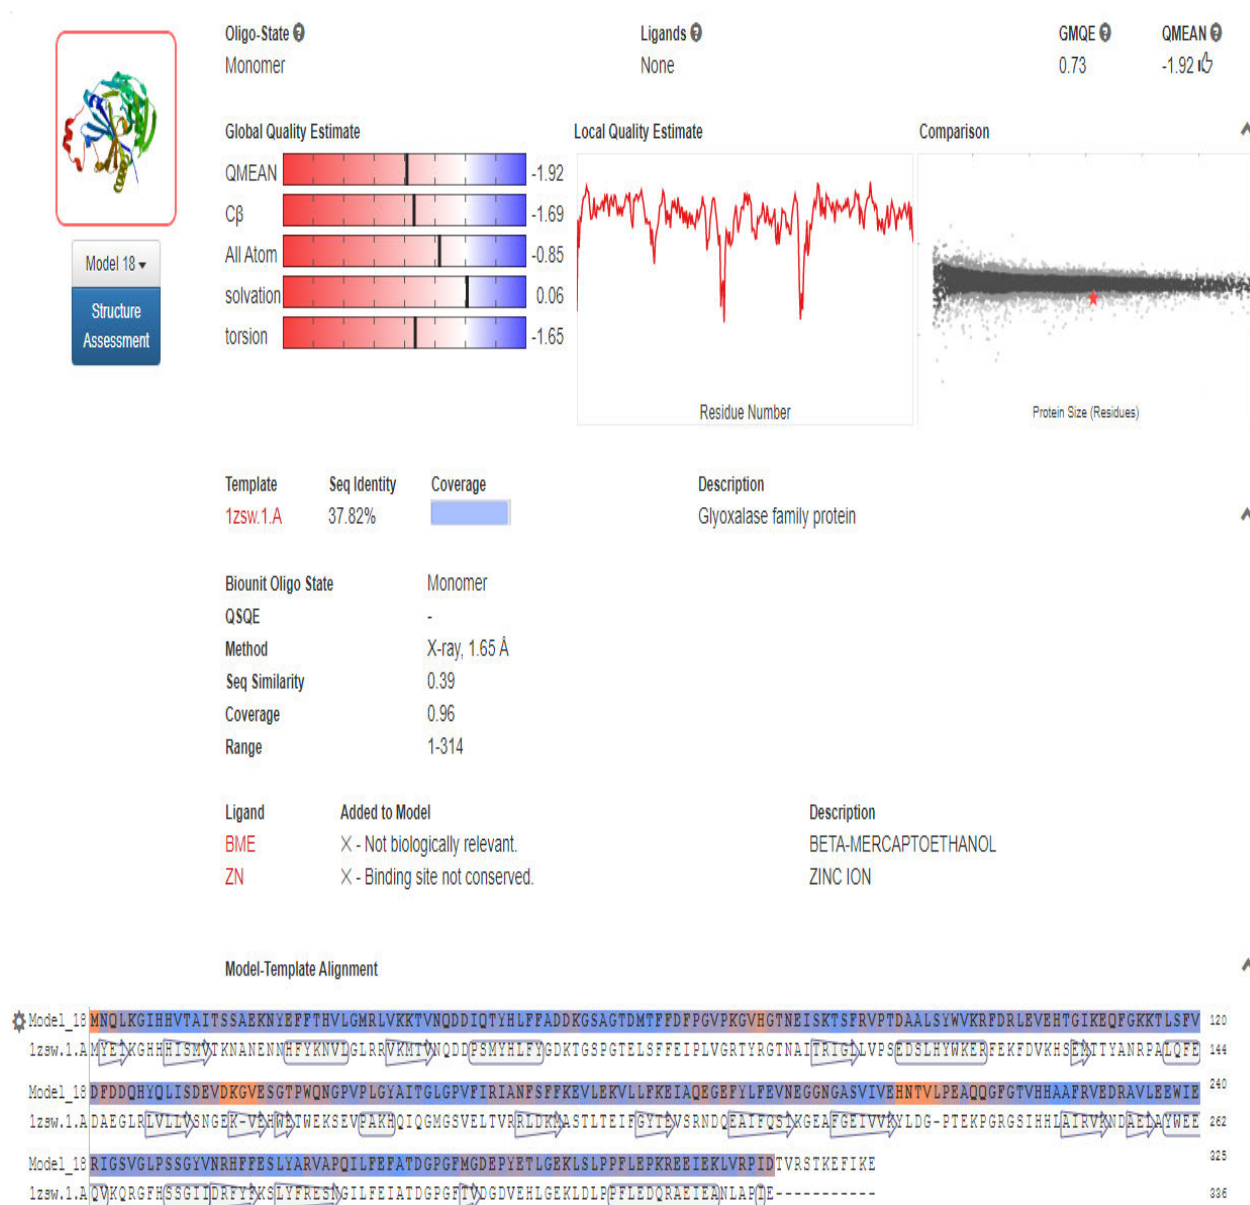 Oligo-State
Ligands
GMQE
QMEAN
Monomer
None
0.73
-1.92
Global Quality Estimate
Local Quality Estimate
Comparison
QMEAN
-1.92
Cβ
-1.69
All Atom
-0.85
solvation
0.06
torsion
-1.65
Model 18
Structure
Assessment
Residue Number
Protein Size (Residues)
Template
Seq Identity
Coverage
Description
1zsw.1.A
37.82%
Glyoxalase family protein
Biounit Oligo State
Monomer
QSQE
-
Method
X-ray, 1.65 Å
Seq Similarity
0.39
Coverage
0.96
Range
1-314
Ligand
Added to Model
Description
BME
X - Not biologically relevant.
BETA-MERCAPTOETHANOL
ZN
X - Binding site not conserved.
ZINC ION
Model-Template Alignment
Model_18 MNQLKGIHHVTAITSSAEKNYEFFTHVLGMRLVKKTVNQDDIQTYHLFFADDKGSAGTDMTFFDFPGVPKGVHGTNEISKTSFRVPTDAALSYWVKRFDRLEVEHTGIKEQFGKKTLSFV 120
1zsw.1.A 144
Model_18 DFDDQHYQLISDEVDKGVESGTPWQNGPVPLGYAITGLGPVFIRIANFSFFKEVLEKVLLFKEIAQEGEFYLFEVNEGGNGASVIVEHNTVLPEAQQGFGTVHHAAFRVEDRAVLEEWIE 240
1zsw.1.A 262
Model_18 RIGSVGLPSSGYVNRHFFESLYARVAPQILFEFATDGPGFMGDEPYETLGEKLSLPPFLEPKREEIEKLVRPIDTVRSTKEFIKE 325
1zsw.1.A 336